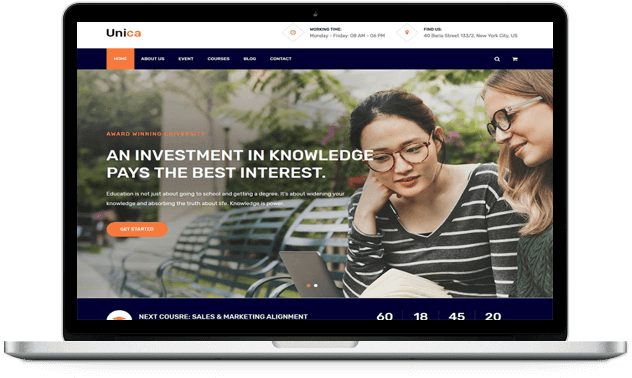 Unica
WORKING TIME:
Monday - Friday: 08 AM - 06 PM
FIND US:
40 Baria Street 133/2, New York City, US
HOME ABOUT US EVENT COURSES BLOG CONTACT
AWARD WINNING UNIVERSITY
AN INVESTMENT IN KNOWLEDGE
PAYS THE BEST INTEREST.
Education is not just about going to school and getting a degree. It's about widening your
knowledge and absorbing the truth about life. Knowledge is power.
GET STARTED
NEXT COUSRE: SALES & MARKETING ALIGNMENT
60 18 45 20